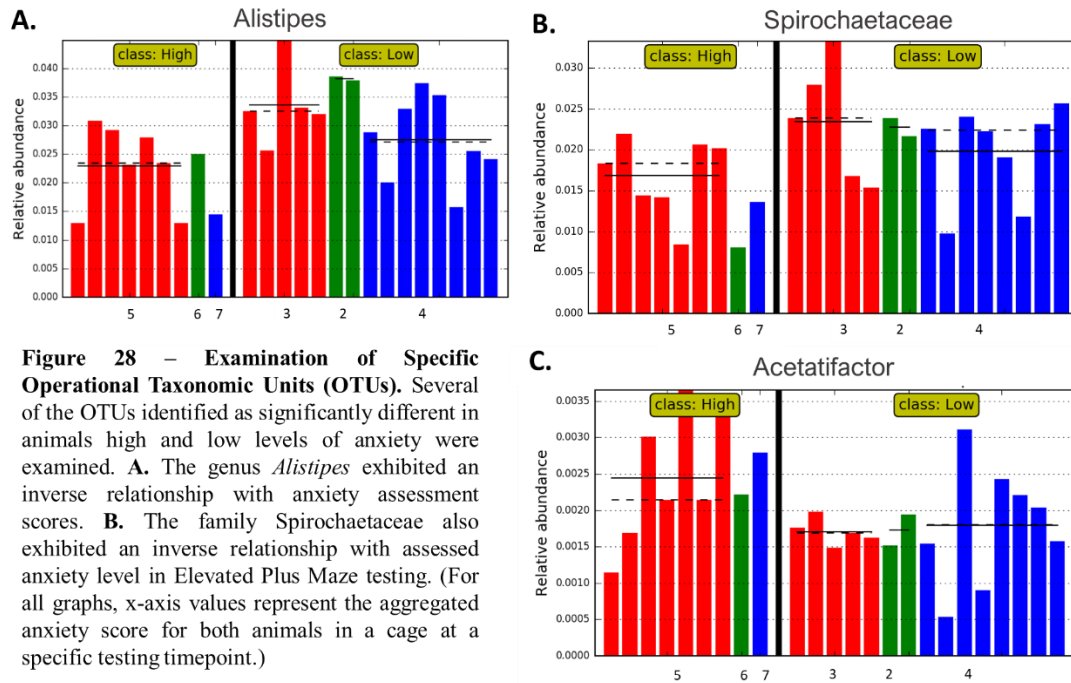 A.
Alistipes
class: High
class: Low
Relative abundance
0.040
0.035
0.030
0.025
0.020
0.015
0.010
0.005
0.000
5 6 7 3 2 4
B.
Spirochaetaceae
class: High
class: Low
Relative abundance
0.030
0.025
0.020
0.015
0.010
0.005
0.000
5 6 7 3 2 4
Figure 28 – Examination of Specific
Operational Taxonomic Units (OTUs). Several
of the OTUs identified as significantly different in
animals high and low levels of anxiety were
examined. A. The genus Alistipes exhibited an
inverse relationship with anxiety assessment
scores. B. The family Spirochaetaceae also
exhibited an inverse relationship with assessed
anxiety level in Elevated Plus Maze testing. (For
all graphs, x-axis values represent the aggregated
anxiety score for both animals in a cage at a
specific testing timepoint.)
C.
Acetatifactor
class: High
class: Low
Relative abundance
0.0035
0.0030
0.0025
0.0020
0.0015
0.0010
0.0005
0.0000
5 6 7 3 2 4